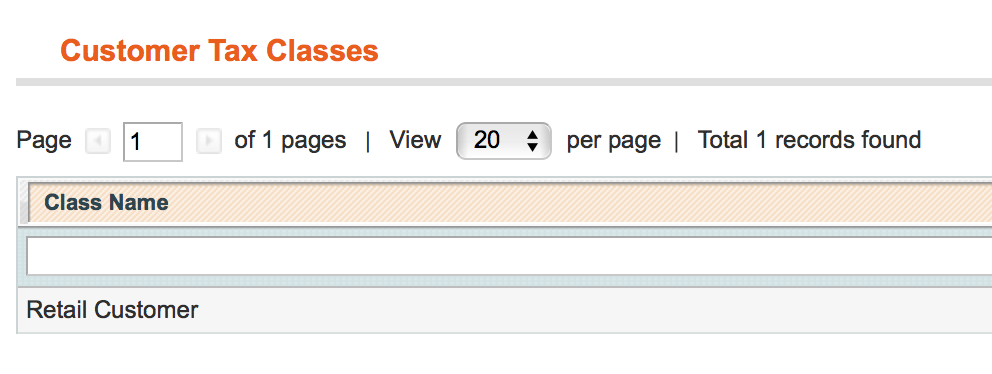 Customer Tax Classes
Page 1 of 1 pages | View 20 per page | Total 1 records found
Class Name
Retail Customer